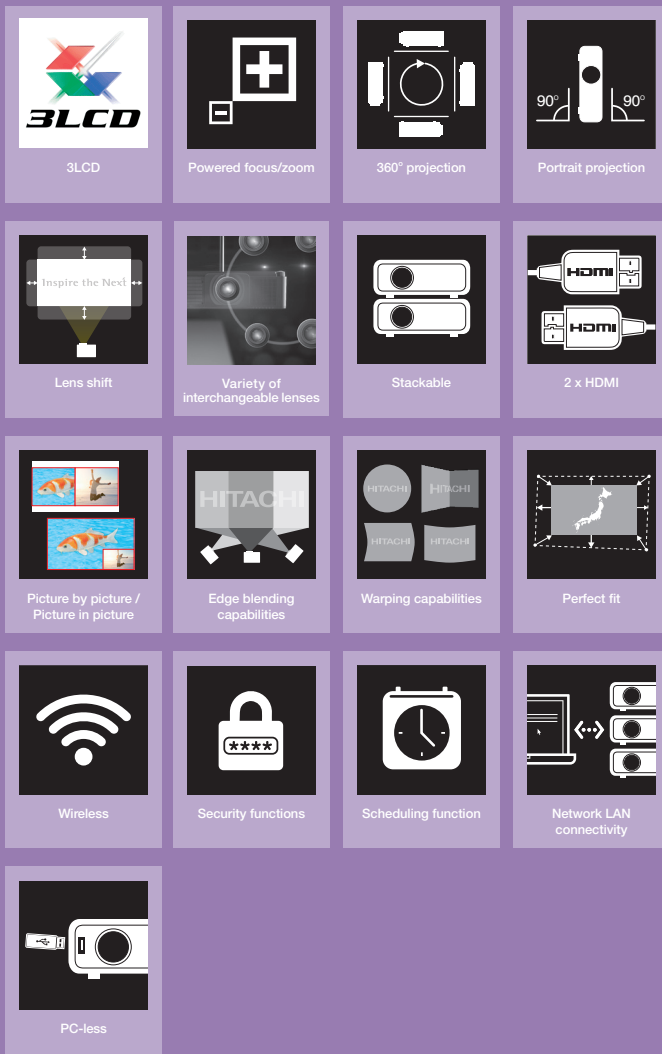 3LCD
3LCD
Powered focus/zoom
360° projection
90°
90°
Portrait projection
Inspire the Next
Lens shift
Variety of
interchangeable lenses
Stackable
HDMI
HDMI
2 x HDMI
Picture by picture /
Picture in picture
HITACHI
Edge blending
capabilities
HITACHI
HITACHI
HITACHI
HITACHI
Warping capabilities
Perfect fit
Wireless
****
Security functions
Scheduling function
Network LAN
connectivity
PC-less